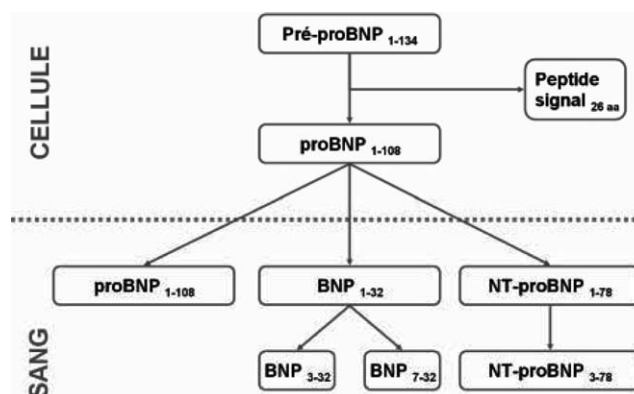 CELLULE
Pré-proBNP 1-134
Peptide
signal 26 aa
proBNP 1-108
SANG
proBNP 1-108
BNP 1-32
NT-proBNP 1-78
BNP 3-32
BNP 7-32
NT-proBNP 3-78